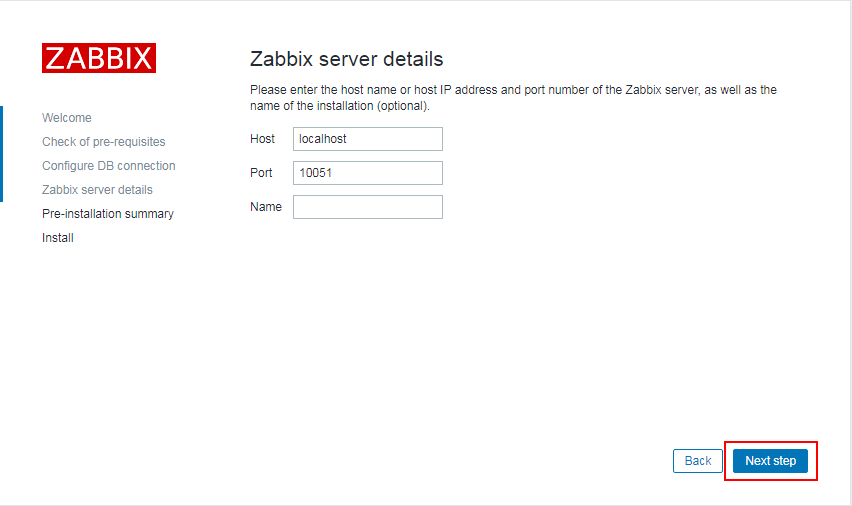 ZABBIX
Welcome
Check of pre-requisites
Configure DB connection
Zabbix server details
Pre-installation summary
Install
Zabbix server details
Please enter the host name or host IP address and port number of the Zabbix server, as well as the
name of the installation (optional).
Host localhost
Port 10051
Name
Back Next step